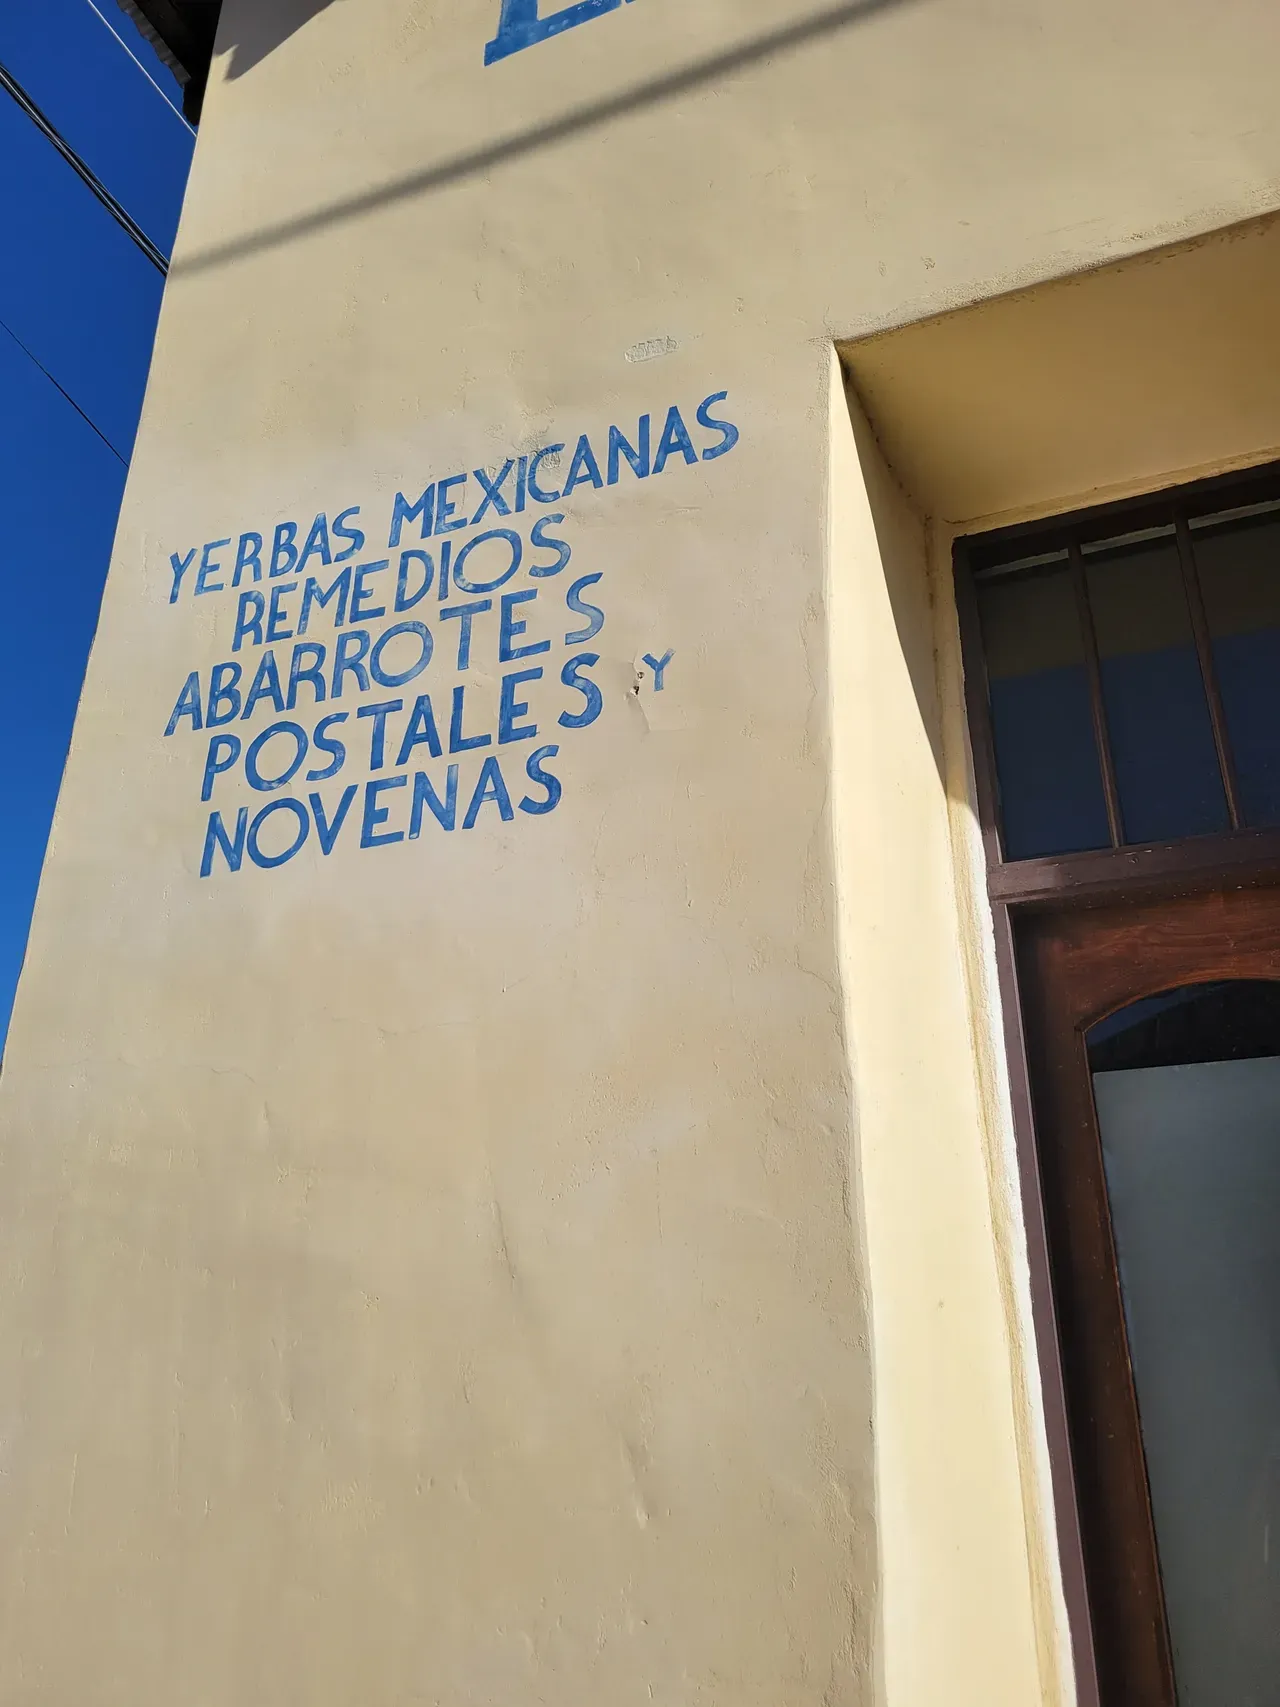 YERBAS MEXICANAS
REMEDIOS
ABARROTES
POSTALES Y
NOVENAS